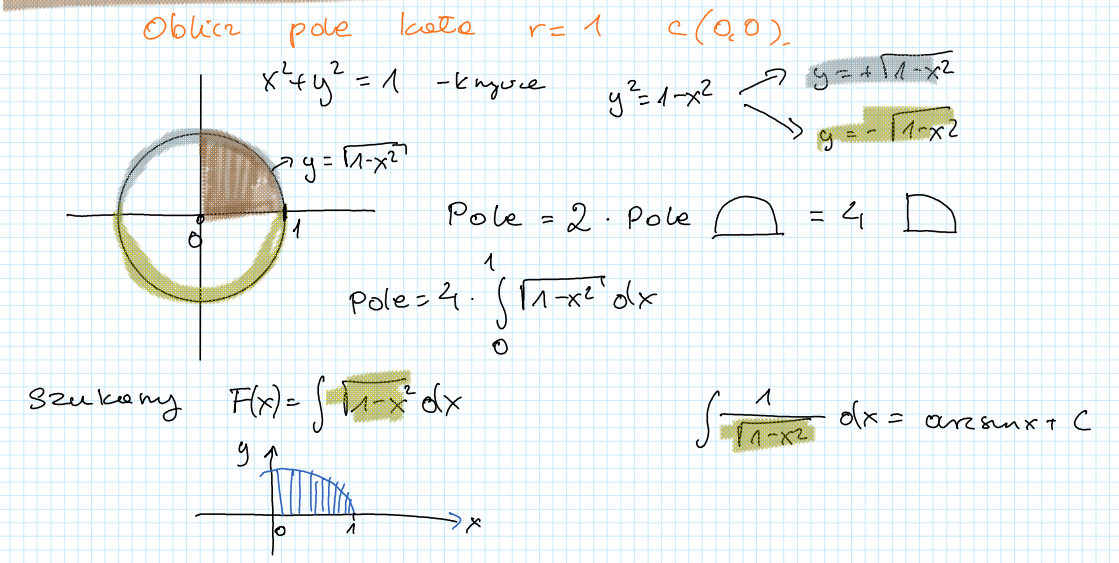 Oblicz pole koła r = 1 c(0,0).
x²+y² = 1 - krzywa
y² = 1-x²
y = +√(1-x²)
y = -√(1-x²)
y = √(1-x²)
0 1
Pole = 2 · Pole = 4
Pole = 4 · ∫₀¹ √(1-x²) dx
Szukamy F(x) = ∫ √(1-x²) dx
∫ 1/√(1-x²) dx = arcsinx + C
y
x
0 1